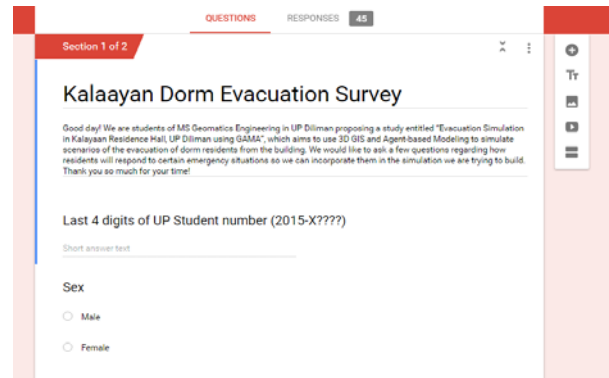 QUESTIONS RESPONSES 45
Section 1 of 2
Kalaayan Dorm Evacuation Survey
Good day! We are students of MS Geomatics Engineering in UP Diliman proposing a study entitled "Evacuation Simulation
in Kalayaan Residence Hall, UP Diliman using GAMA", which aims to use 3D GIS and Agent-based Modeling to simulate
scenarios of the evacuation of dorm residents from the building. We would like to ask a few questions regarding how
residents will respond to certain emergency situations so we can incorporate them in the simulation we are trying to build.
Thank you so much for your time!
Last 4 digits of UP Student number (2015-X????)
Short answer text
Sex
Male
Female
Tт